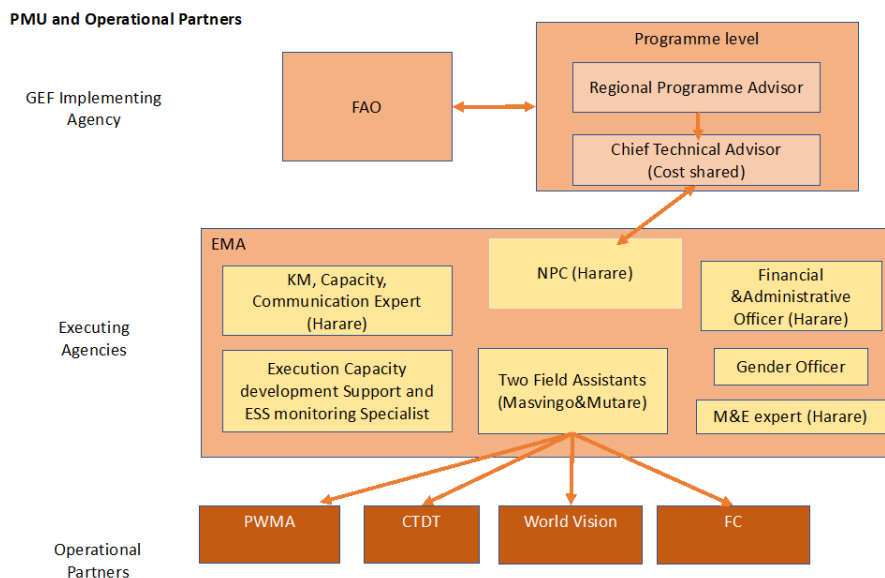 PMU and Operational Partners
Programme level
GEF Implementing
Agency
FAO
Regional Programme Advisor
Chief Technical Advisor
(Cost shared)
EMA
Executing
Agencies
KM, Capacity,
Communication Expert
(Harare)
NPC (Harare)
Financial
&Administrative
Officer (Harare)
Execution Capacity
development Support and
ESS monitoring Specialist
Two Field Assistants
(Masvingo&Mutare)
Gender Officer
M&E expert (Harare)
Operational
Partners
PWMA
CTDT
World Vision
FC